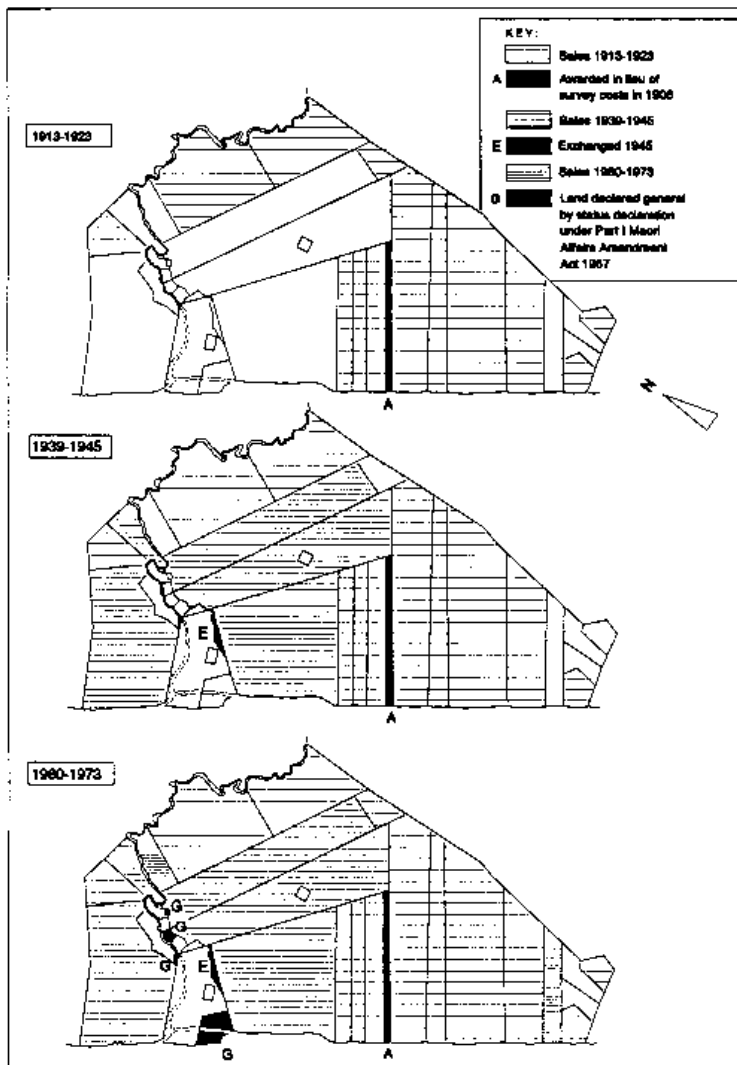 KEY:
Sales 1913-1923
A Awarded in lieu of
survey costs in 1906
Sales 1939-1945
E Exchanged 1945
Sales 1960-1973
G Land declared general
by status declaration
under Part I Maori
Affairs Amendment
Act 1967
1913-1923
A
N
1939-1945
E
A
1960-1973
G
G
G
E
G
A